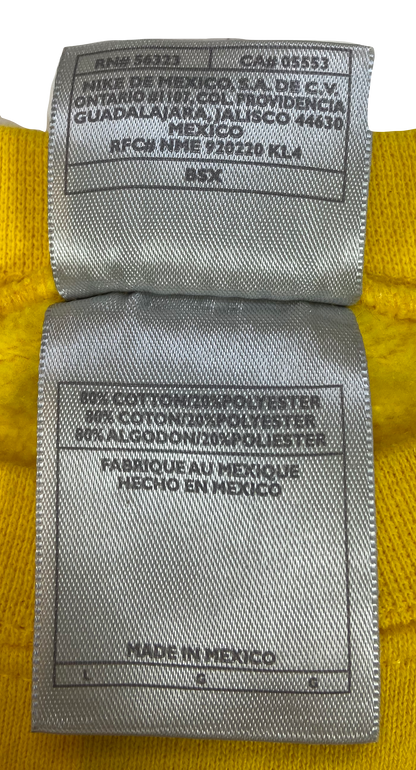 RN# 56323 CA# 05553
NIKE DE MEXICO, S.A. DE C.V.
ONTARIO #1107 COL. PROVIDENCIA
GUADALAJARA, JALISCO 44630
MEXICO
RFC# NME 920220 KL4
BSX
80% COTTON/20%POLYESTER
80% COTON/20%POLYESTER
80% ALGODON/20%POLIESTER
FABRIQUE AU MEXIQUE
HECHO EN MEXICO
MADE IN MEXICO
L G G